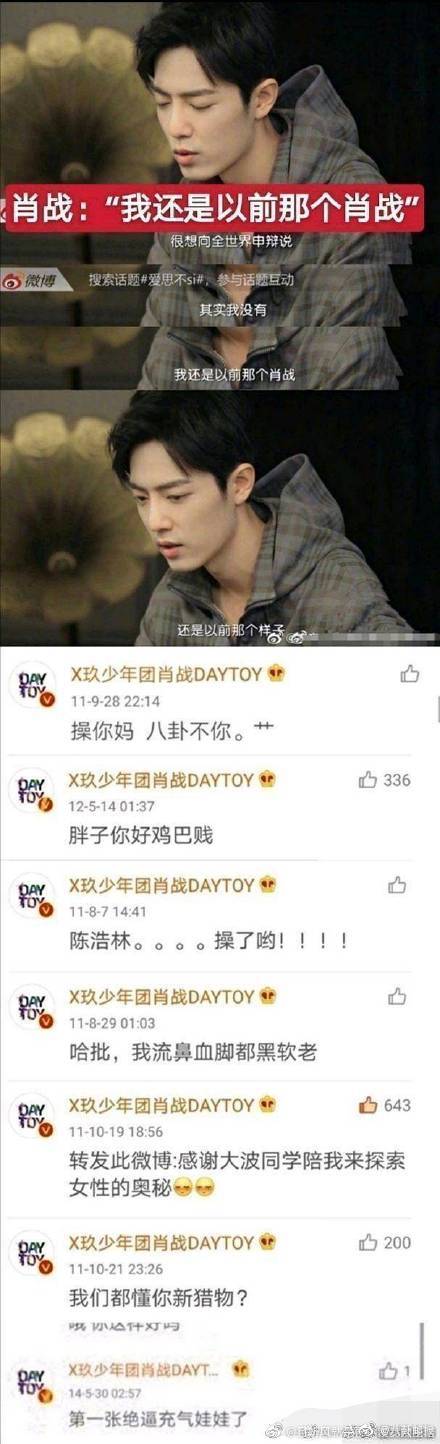 肖战：“我还是以前那个肖战”
很想向全世界申辩说
微博
搜索话题#爱思不si#，参与话题互动
其实我没有
我还是以前那个肖战
还是以前那个样子
X玖少年团肖战DAYTOY
11-9-28 22:14
操你妈 八卦不你。艹
X玖少年团肖战DAYTOY
336
12-5-14 01:37
胖子你好鸡巴贱
X玖少年团肖战DAYTOY
11-8-7 14:41
陈浩林。。。。操了哟！！！！
X玖少年团肖战DAYTOY
11-8-29 01:03
哈批，我流鼻血脚都黑软老
X玖少年团肖战DAYTOY
643
11-10-19 18:56
转发此微博:感谢大波同学陪我来探索
女性的奥秘
X玖少年团肖战DAYTOY
200
11-10-21 23:26
我们都懂你新猎物？
X玖少年团肖战DAYT...
1
14-5-30 02:57
第一张绝逼充气娃娃了